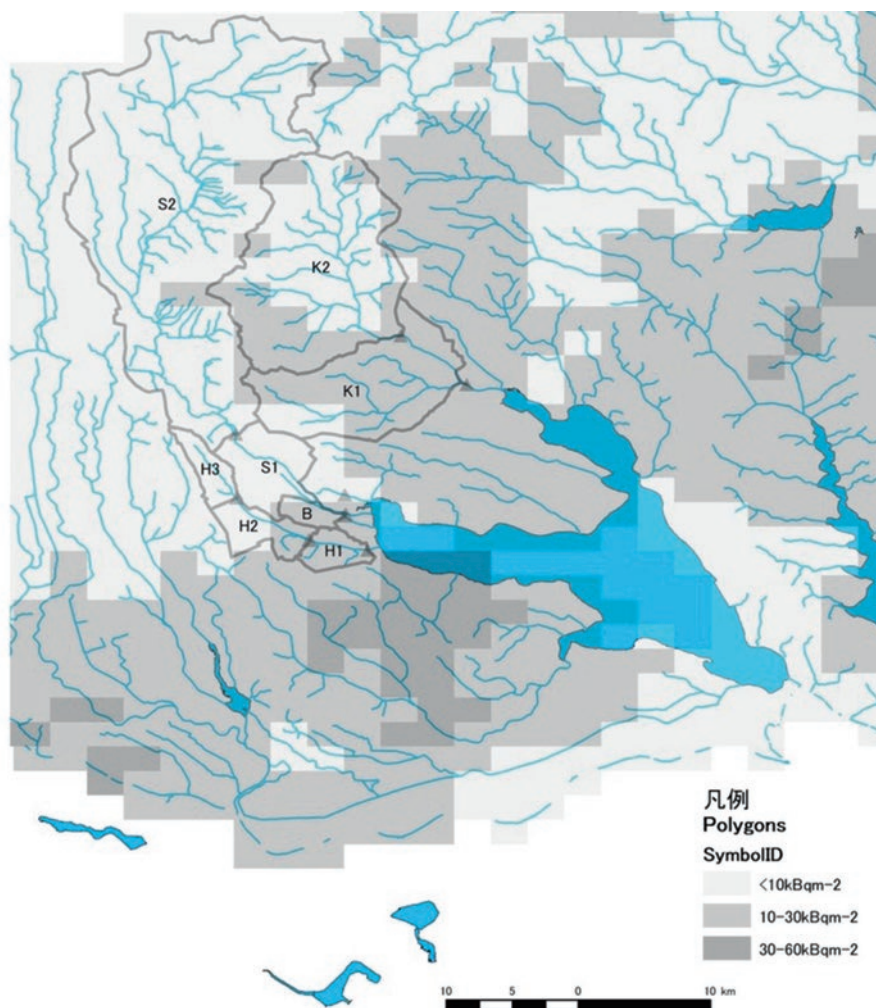 S2
K2
K1
H3
S1
B
H2
H1
凡例
Polygons
SymbolID
<10kBqm-2
10-30kBqm-2
30-60kBqm-2
10 5 0 10 km